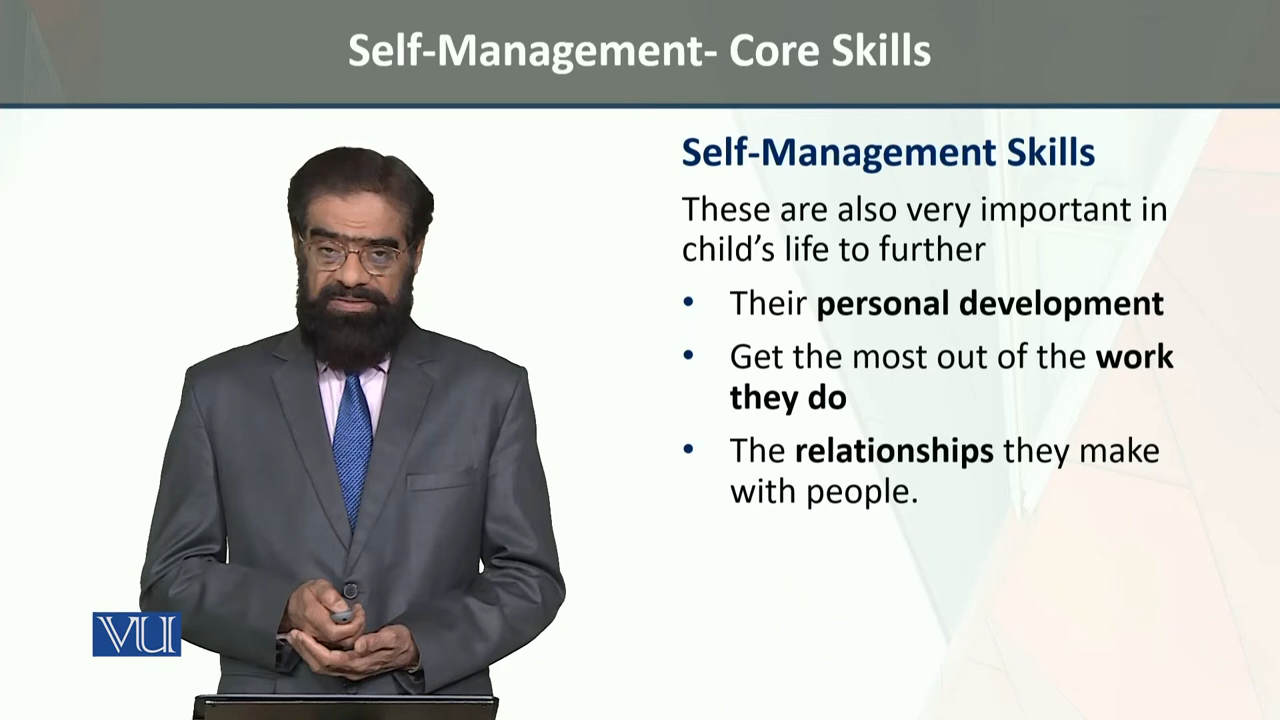 Self-Management- Core Skills
Self-Management Skills
These are also very important in
child’s life to further
• Their personal development
• Get the most out of the work
they do
• The relationships they make
with people.
VU